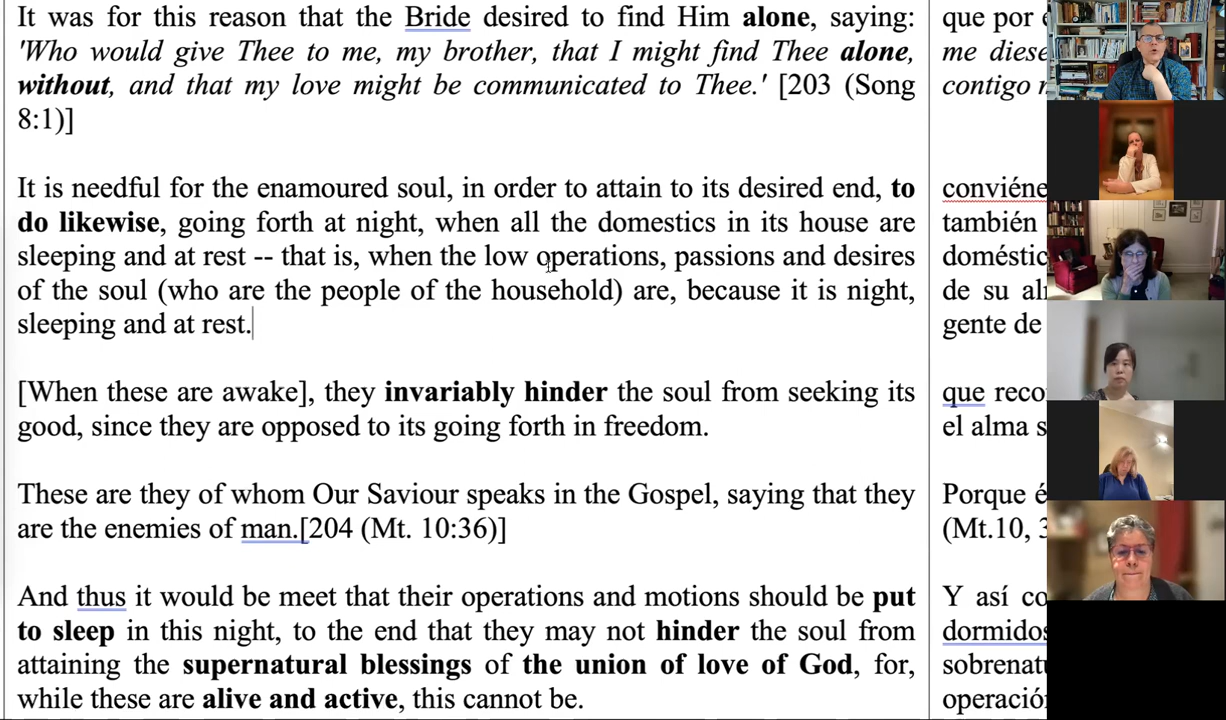 It was for this reason that the Bride desired to find Him alone, saying:
'Who would give Thee to me, my brother, that I might find Thee alone,
without, and that my love might be communicated to Thee.' [203 (Song
8:1)]
It is needful for the enamoured soul, in order to attain to its desired end, to
do likewise, going forth at night, when all the domestics in its house are
sleeping and at rest -- that is, when the low operations, passions and desires
of the soul (who are the people of the household) are, because it is night,
sleeping and at rest.
[When these are awake], they invariably hinder the soul from seeking its
good, since they are opposed to its going forth in freedom.
These are they of whom Our Saviour speaks in the Gospel, saying that they
are the enemies of man.[204 (Mt. 10:36)]
And thus it would be meet that their operations and motions should be put
to sleep in this night, to the end that they may not hinder the soul from
attaining the supernatural blessings of the union of love of God, for,
while these are alive and active, this cannot be.
que por
me diese
contigo
conviéne
también
de su
gente de
que
el alma
Porque
(Mt.10,
Y así